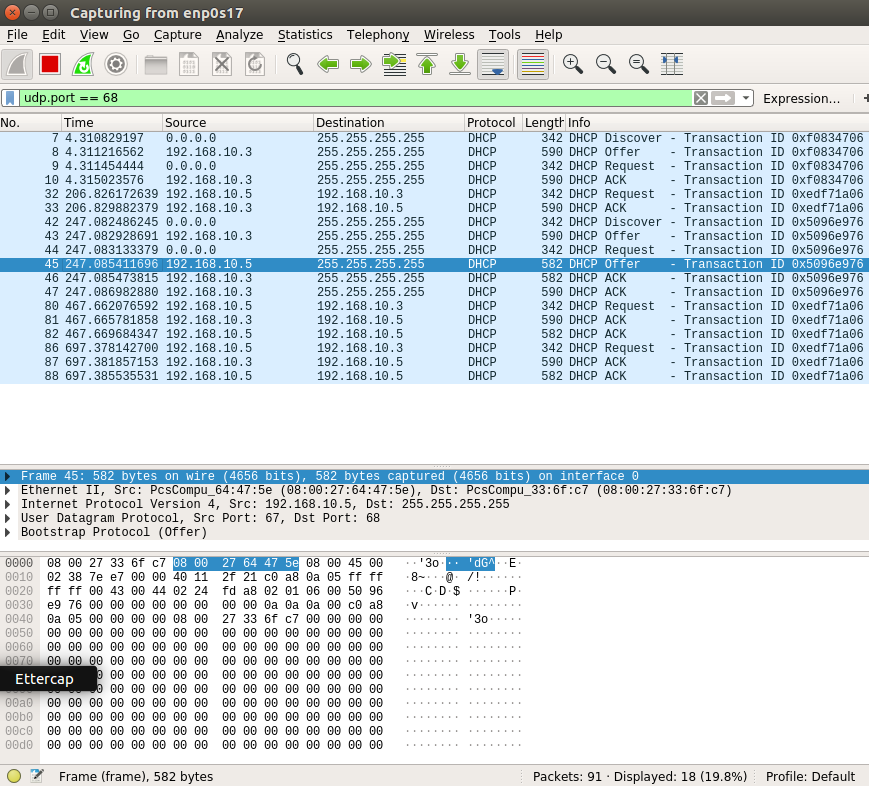 Capturing from enp0s17
File Edit View Go Capture Analyze Statistics Telephony Wireless Tools Help
udp.port == 68 Expression… +
No. Time Source Destination Protocol Length Info
7 4.310829197 0.0.0.0 255.255.255.255 DHCP 342 DHCP Discover - Transaction ID 0xf0834706
8 4.311216562 192.168.10.3 255.255.255.255 DHCP 590 DHCP Offer - Transaction ID 0xf0834706
9 4.311454444 0.0.0.0 255.255.255.255 DHCP 342 DHCP Request - Transaction ID 0xf0834706
10 4.315023576 192.168.10.3 255.255.255.255 DHCP 590 DHCP ACK - Transaction ID 0xf0834706
32 206.826172639 192.168.10.5 192.168.10.3 DHCP 342 DHCP Request - Transaction ID 0xedf71a06
33 206.829882379 192.168.10.3 192.168.10.5 DHCP 590 DHCP ACK - Transaction ID 0xedf71a06
42 247.082486245 0.0.0.0 255.255.255.255 DHCP 342 DHCP Discover - Transaction ID 0x5096e976
43 247.082928691 192.168.10.3 255.255.255.255 DHCP 590 DHCP Offer - Transaction ID 0x5096e976
44 247.083133379 0.0.0.0 255.255.255.255 DHCP 342 DHCP Request - Transaction ID 0x5096e976
45 247.085411696 192.168.10.5 255.255.255.255 DHCP 582 DHCP Offer - Transaction ID 0x5096e976
46 247.085473815 192.168.10.3 255.255.255.255 DHCP 582 DHCP ACK - Transaction ID 0x5096e976
47 247.086982880 192.168.10.3 255.255.255.255 DHCP 590 DHCP ACK - Transaction ID 0x5096e976
80 467.662076592 192.168.10.5 192.168.10.3 DHCP 342 DHCP Request - Transaction ID 0xedf71a06
81 467.665781808 192.168.10.3 192.168.10.5 DHCP 590 DHCP ACK - Transaction ID 0xedf71a06
82 467.669684347 192.168.10.5 192.168.10.5 DHCP 582 DHCP ACK - Transaction ID 0xedf71a06
86 697.378142700 192.168.10.5 192.168.10.3 DHCP 342 DHCP Request - Transaction ID 0xedf71a06
87 697.381857153 192.168.10.3 192.168.10.5 DHCP 590 DHCP ACK - Transaction ID 0xedf71a06
88 697.385535531 192.168.10.5 192.168.10.5 DHCP 582 DHCP ACK - Transaction ID 0xedf71a06
Frame 45: 582 bytes on wire (4656 bits), 582 bytes captured (4656 bits) on interface 0
Ethernet II, Src: PcsCompu_64:47:5e (08:00:27:64:47:5e), Dst: PcsCompu_33:6f:c7 (08:00:27:33:6f:c7)
Internet Protocol Version 4, Src: 192.168.10.5, Dst: 255.255.255.255
User Datagram Protocol, Src Port: 67, Dst Port: 68
Bootstrap Protocol (Offer)
0000 08 00 27 33 6f c7 08 00 27 64 47 5e 08 00 45 00 ··'3o··· 'dG^··E·
0010 02 38 7e e7 00 00 40 11 2f 21 c0 a8 0a 05 ff ff ·8~···@· /!······
0020 ff ff 00 43 00 44 02 24 fd a8 02 01 06 00 50 96 ···C·D·$ ······P·
0030 e9 76 00 00 00 00 00 00 00 00 0a 0a 0a 00 c0 a8 ·v······ ········
0040 0a 05 00 00 00 00 08 00 27 33 6f c7 00 00 00 00 ········ '3o·····
0050 00 00 00 00 00 00 00 00 00 00 00 00 00 00 00 00 ········ ········
0060 00 00 00 00 00 00 00 00 00 00 00 00 00 00 00 00 ········ ········
0070 00 00 00 00 00 00 00 00 00 00 00 00 00 00 00 00 ········ ········
Ettercap 00 00 00 00 00 00 00 00 00 00 00 00 00 ········ ········
00 00 00 00 00 00 00 00 00 00 00 00 00 00 00 00 ········ ········
00a0 00 00 00 00 00 00 00 00 00 00 00 00 00 00 00 00 ········ ········
00b0 00 00 00 00 00 00 00 00 00 00 00 00 00 00 00 00 ········ ········
00c0 00 00 00 00 00 00 00 00 00 00 00 00 00 00 00 00 ········ ········
00d0 00 00 00 00 00 00 00 00 00 00 00 00 00 00 00 00 ········ ········
Frame (frame), 582 bytes Packets: 91 · Displayed: 18 (19.8%) Profile: Default